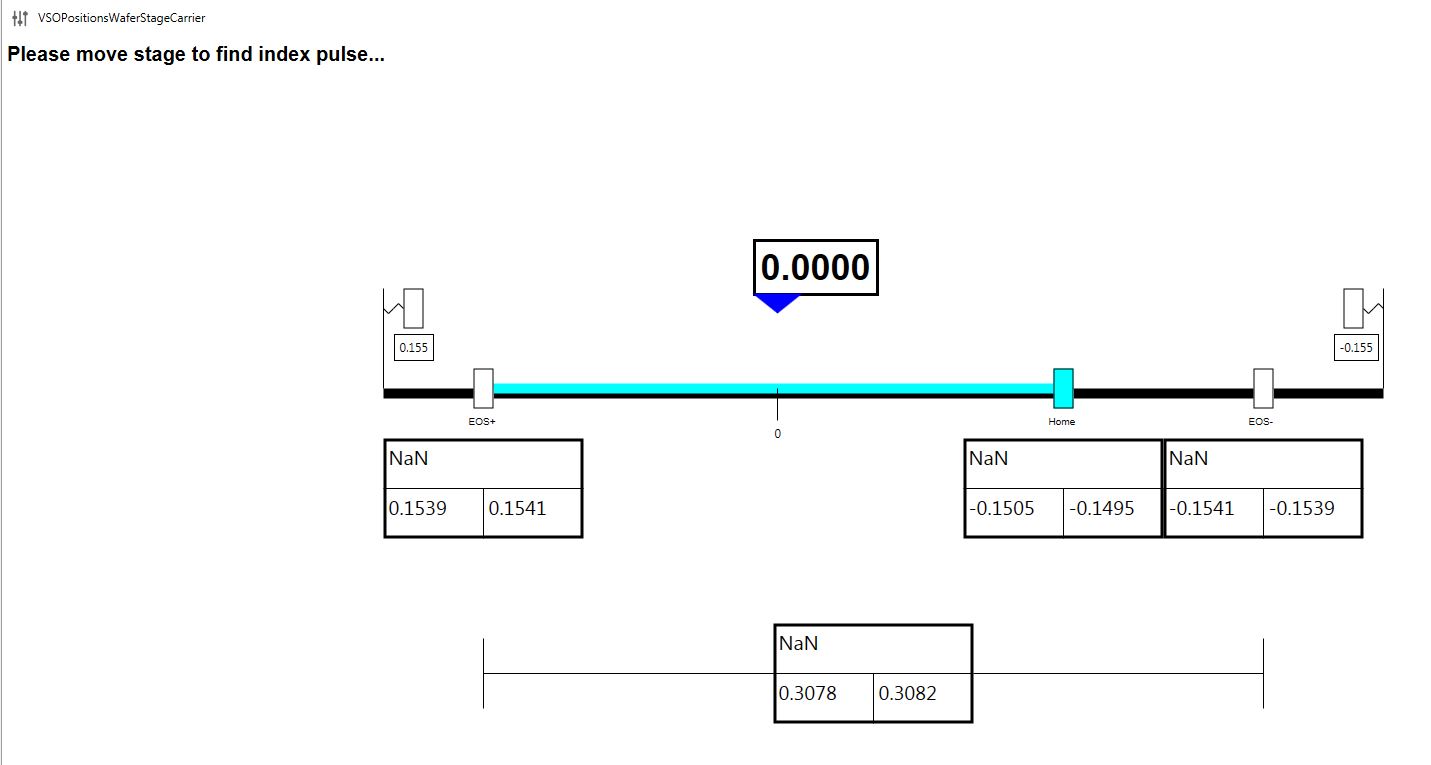 VSOPositionsWaferStageCarrier
Please move stage to find index pulse...
0.0000
0.155
-0.155
EOS+
0
Home
EOS-
NaN
0.1539 0.1541
NaN
-0.1505 -0.1495
NaN
-0.1541 -0.1539
NaN
0.3078 0.3082